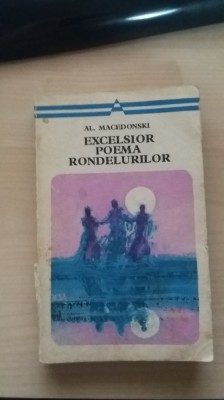 AL. MACEDONSKI
EXCELSIOR
POEMA
RONDELURILOR